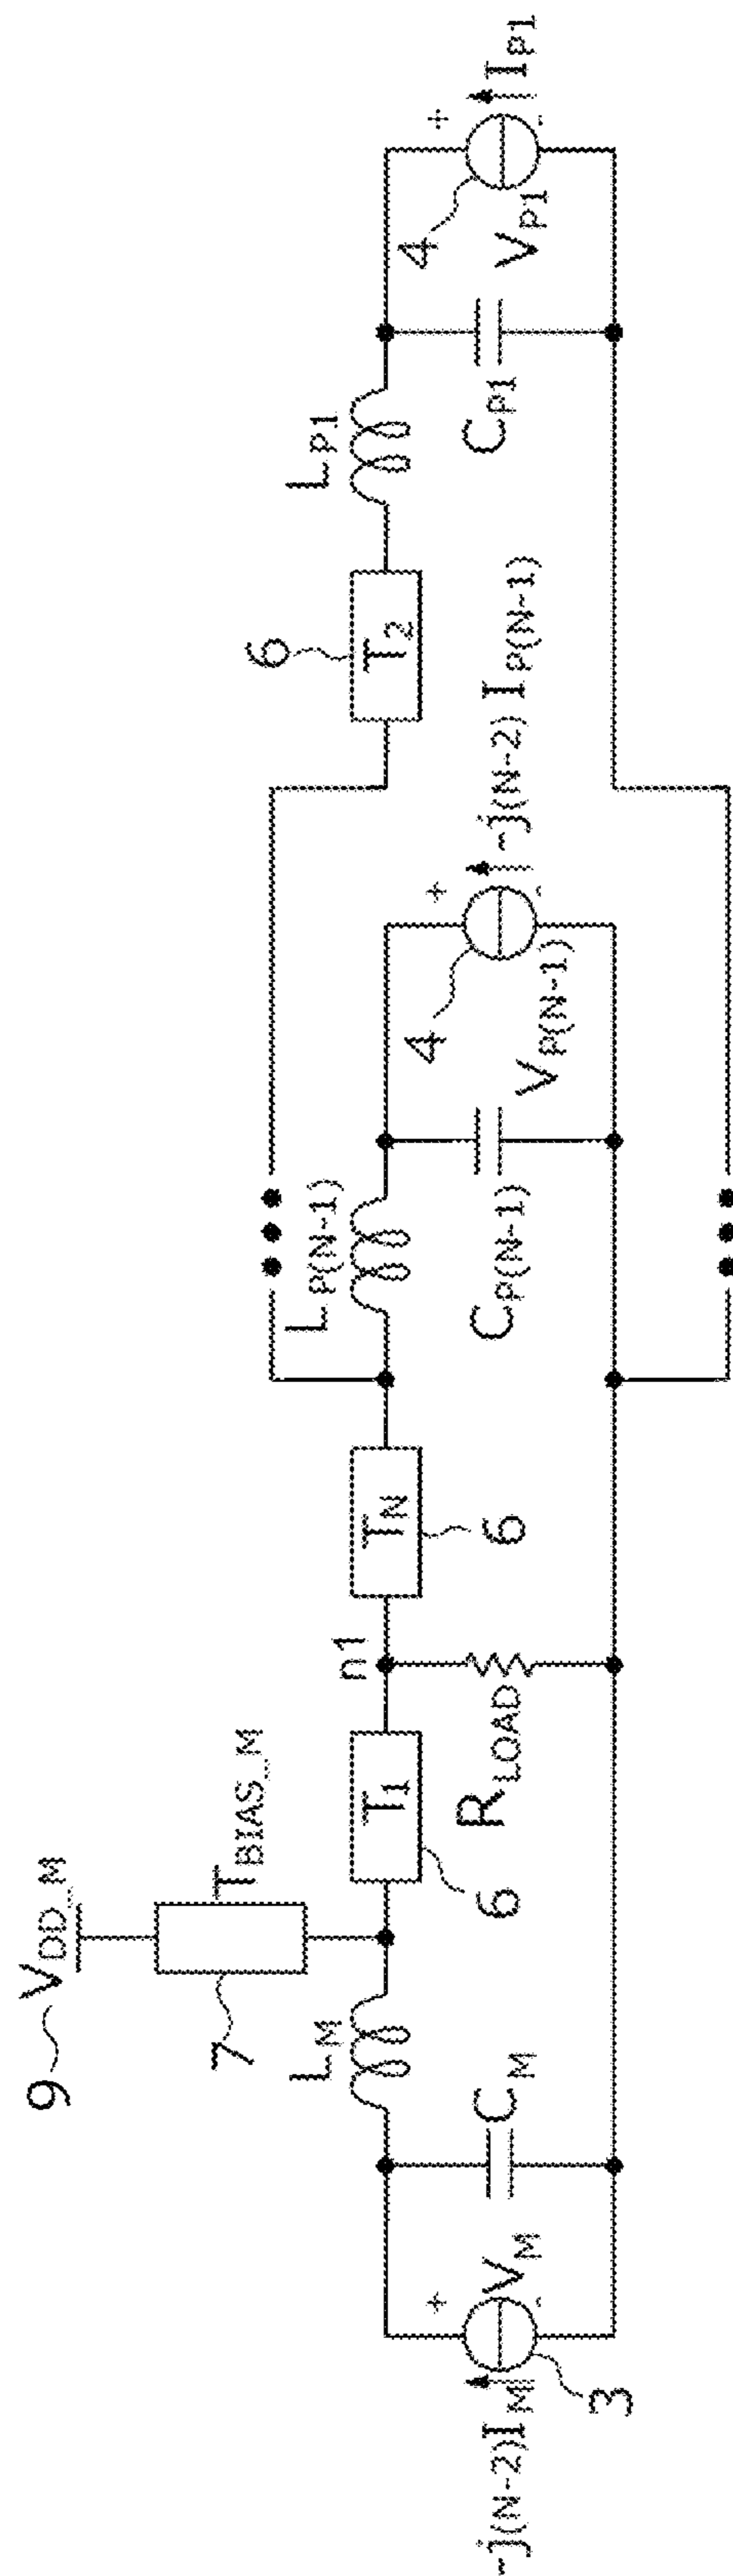 9 V_DD_M
7 T_BIAS_M
-j(N-2)I_M
3
+
V_M
-
C_M
L_M
T_1
6
n1
R_LOAD
T_N
6
L_P(N-1)
C_P(N-1)
4
+
V_P(N-1)
-
-j(N-2) I_P(N-1)
6
T_2
L_P1
C_P1
4
+
V_P1
-
I_P1